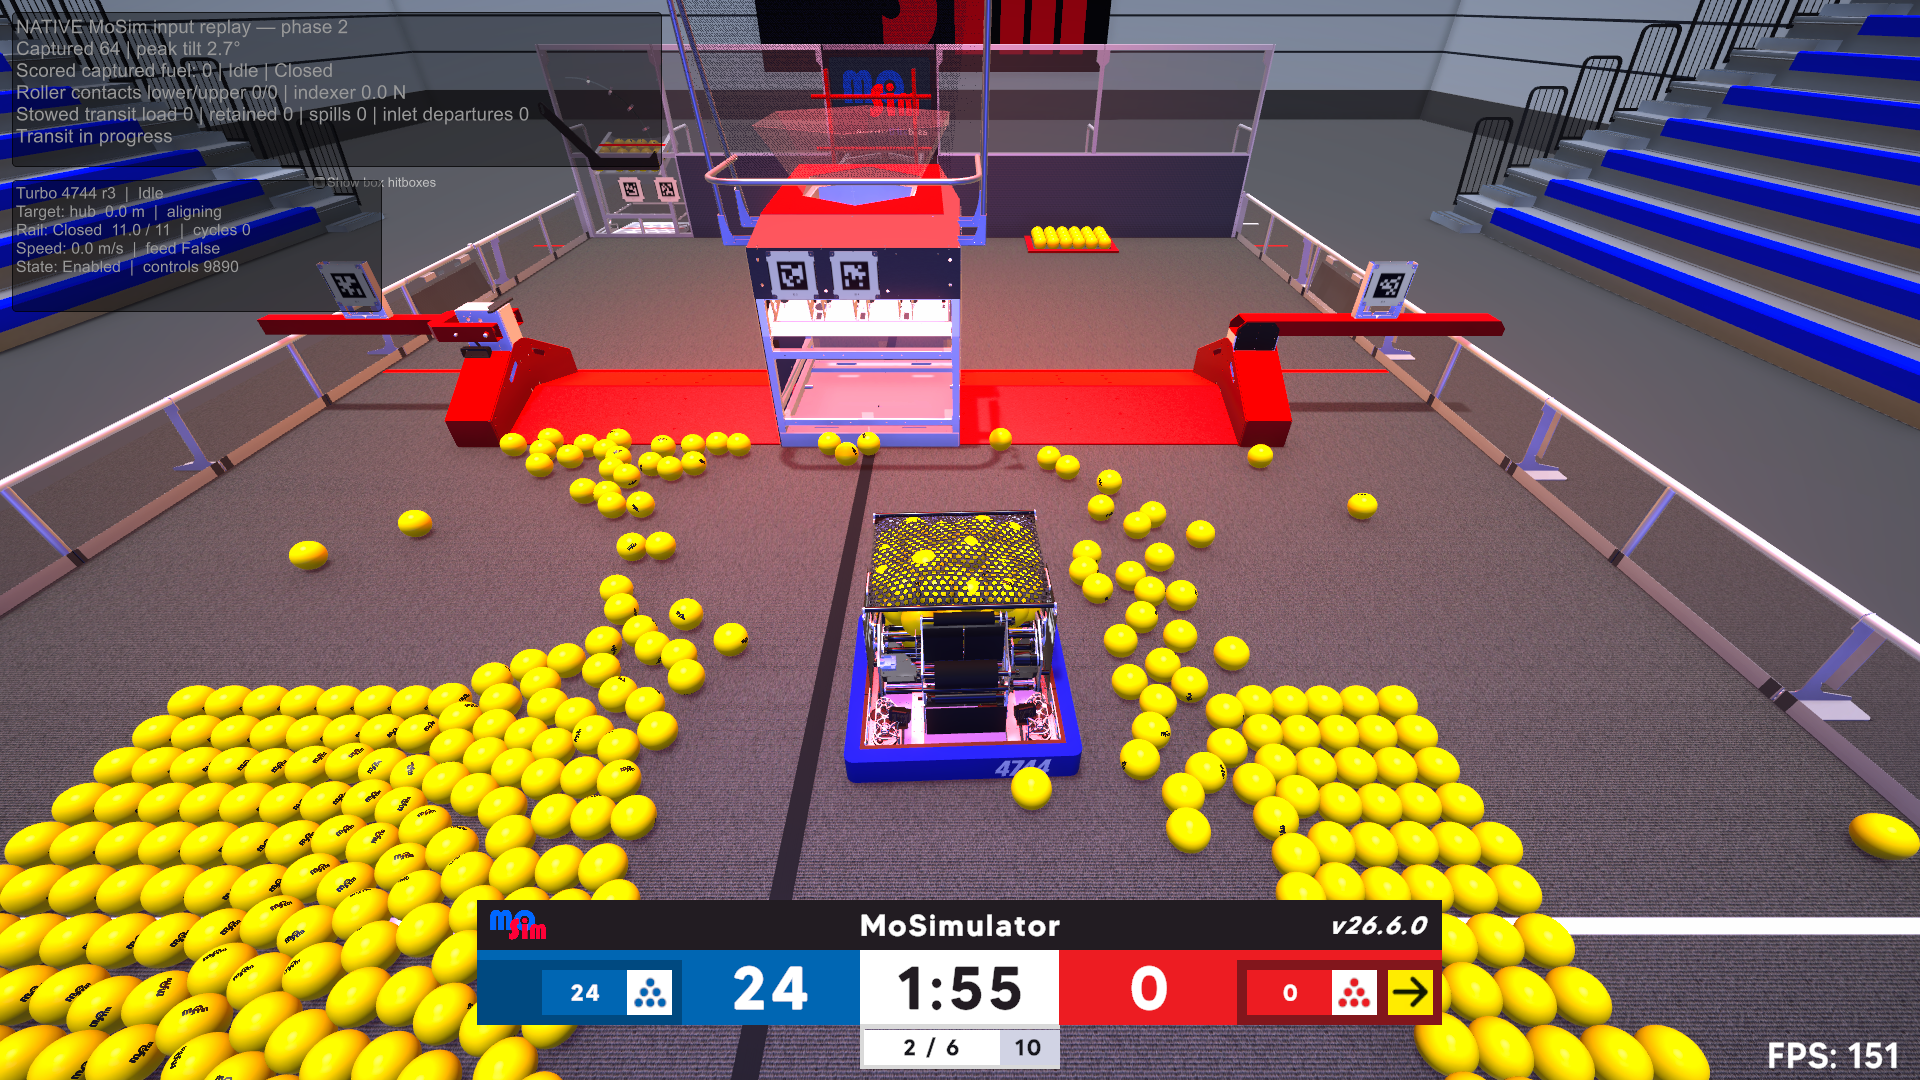 NATIVE MoSim input replay — phase 2
Captured 64 | peak tilt 2.7°
Scored captured fuel: 0 | Idle | Closed
Roller contacts lower/upper 0/0 | indexer 0.0 N
Stowed transit load 0 | retained 0 | spills 0 | inlet departures 0
Transit in progress
Show box hitboxes
Turbo 4744 r3 | Idle
Target: hub 0.0 m | aligning
Rail: Closed 11.0 / 11 | cycles 0
Speed: 0.0 m/s | feed False
State: Enabled | controls 9890
mo
sim
4744
mo
sim
MoSimulator
v26.6.0
24
24
1:55
0
0
2 / 6
10
FPS: 151